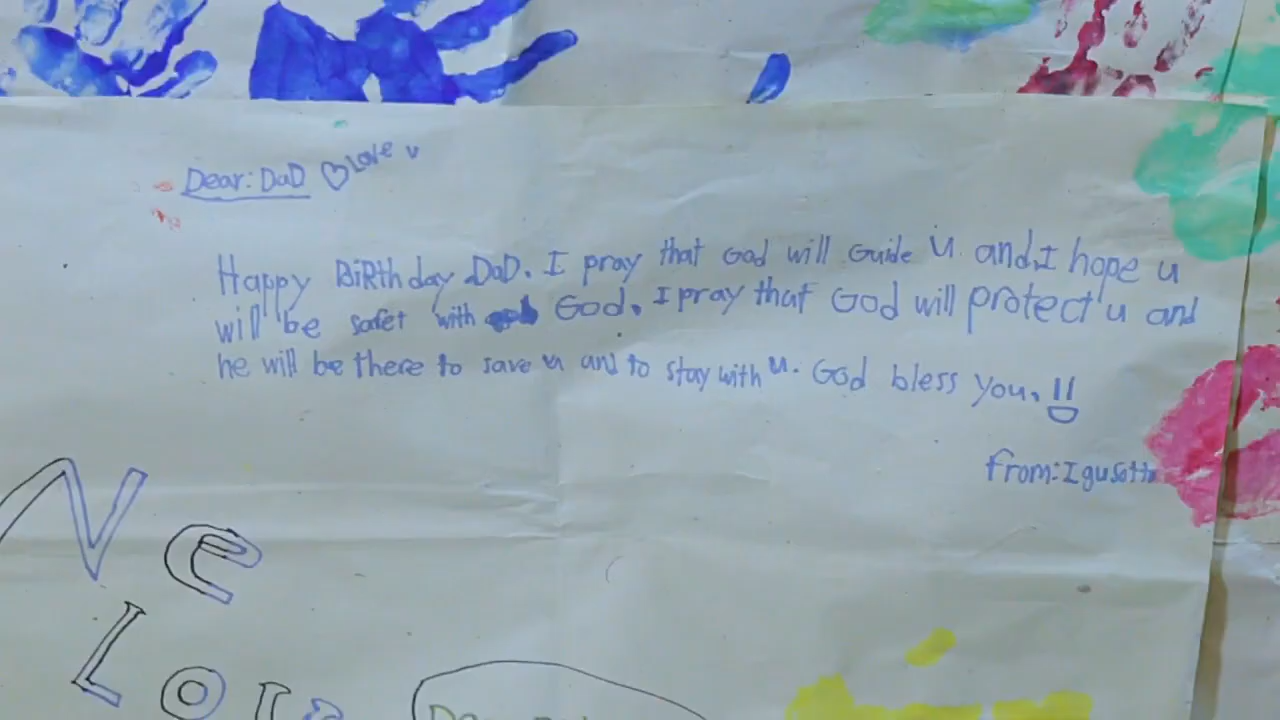 Dear: DaD ♡ Love u
Happy BiRthday DaD. I pray that God will Guide u and I hope u
will be safet with God. I pray that God will protect u and
he will be there to save u and to stay with u. God bless you.
from: Igusotta
We